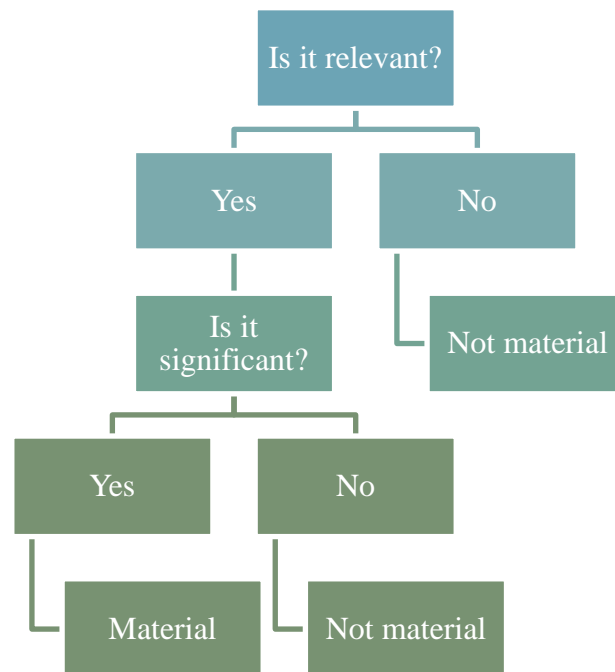 Is it relevant?
Yes
No
Is it
significant?
Not material
Yes
No
Material
Not material